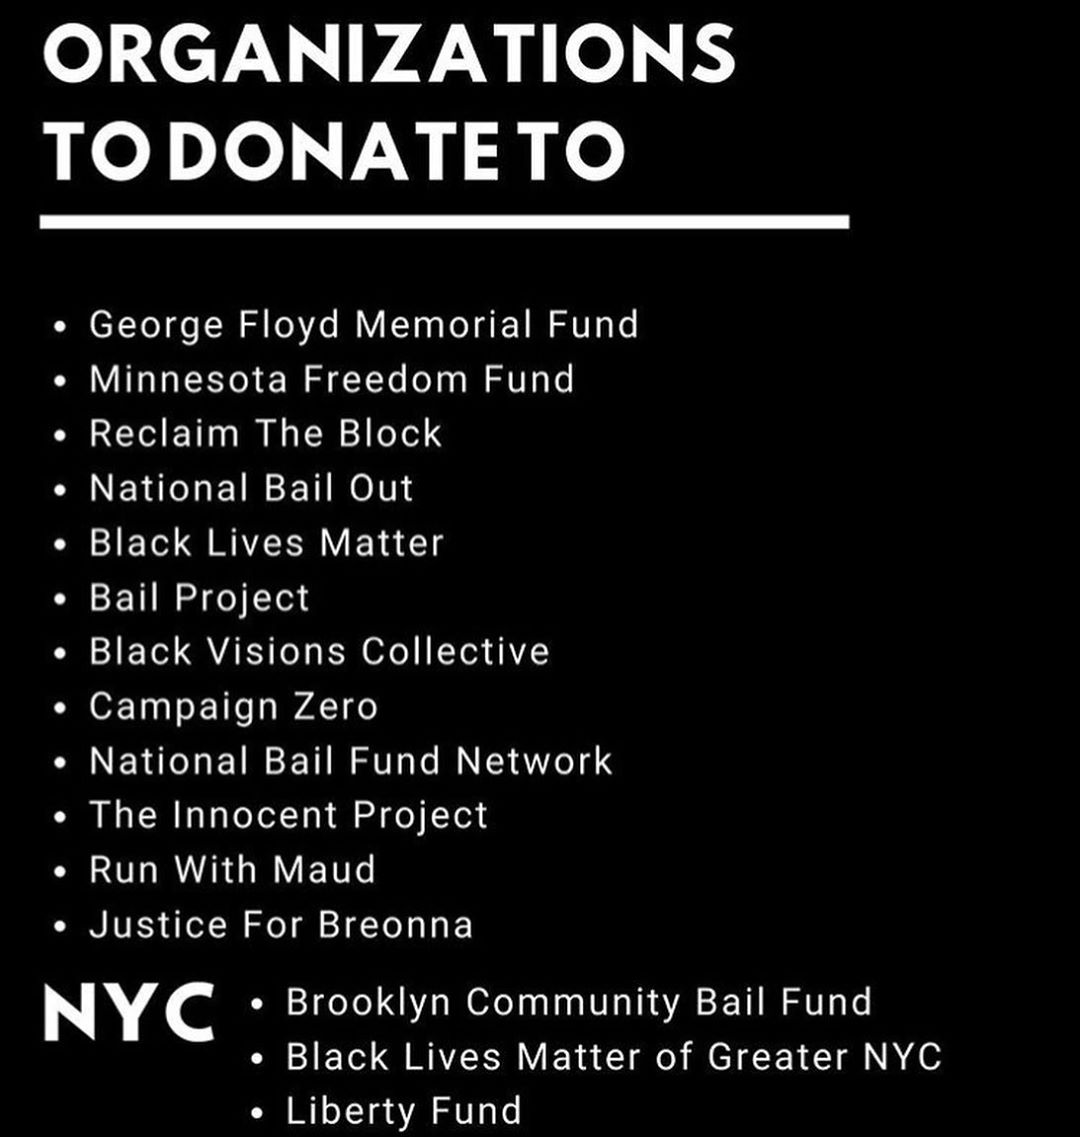 ORGANIZATIONS
TO DONATE TO
• George Floyd Memorial Fund
• Minnesota Freedom Fund
• Reclaim The Block
• National Bail Out
• Black Lives Matter
• Bail Project
• Black Visions Collective
• Campaign Zero
• National Bail Fund Network
• The Innocent Project
• Run With Maud
• Justice For Breonna
NYC
• Brooklyn Community Bail Fund
• Black Lives Matter of Greater NYC
• Liberty Fund